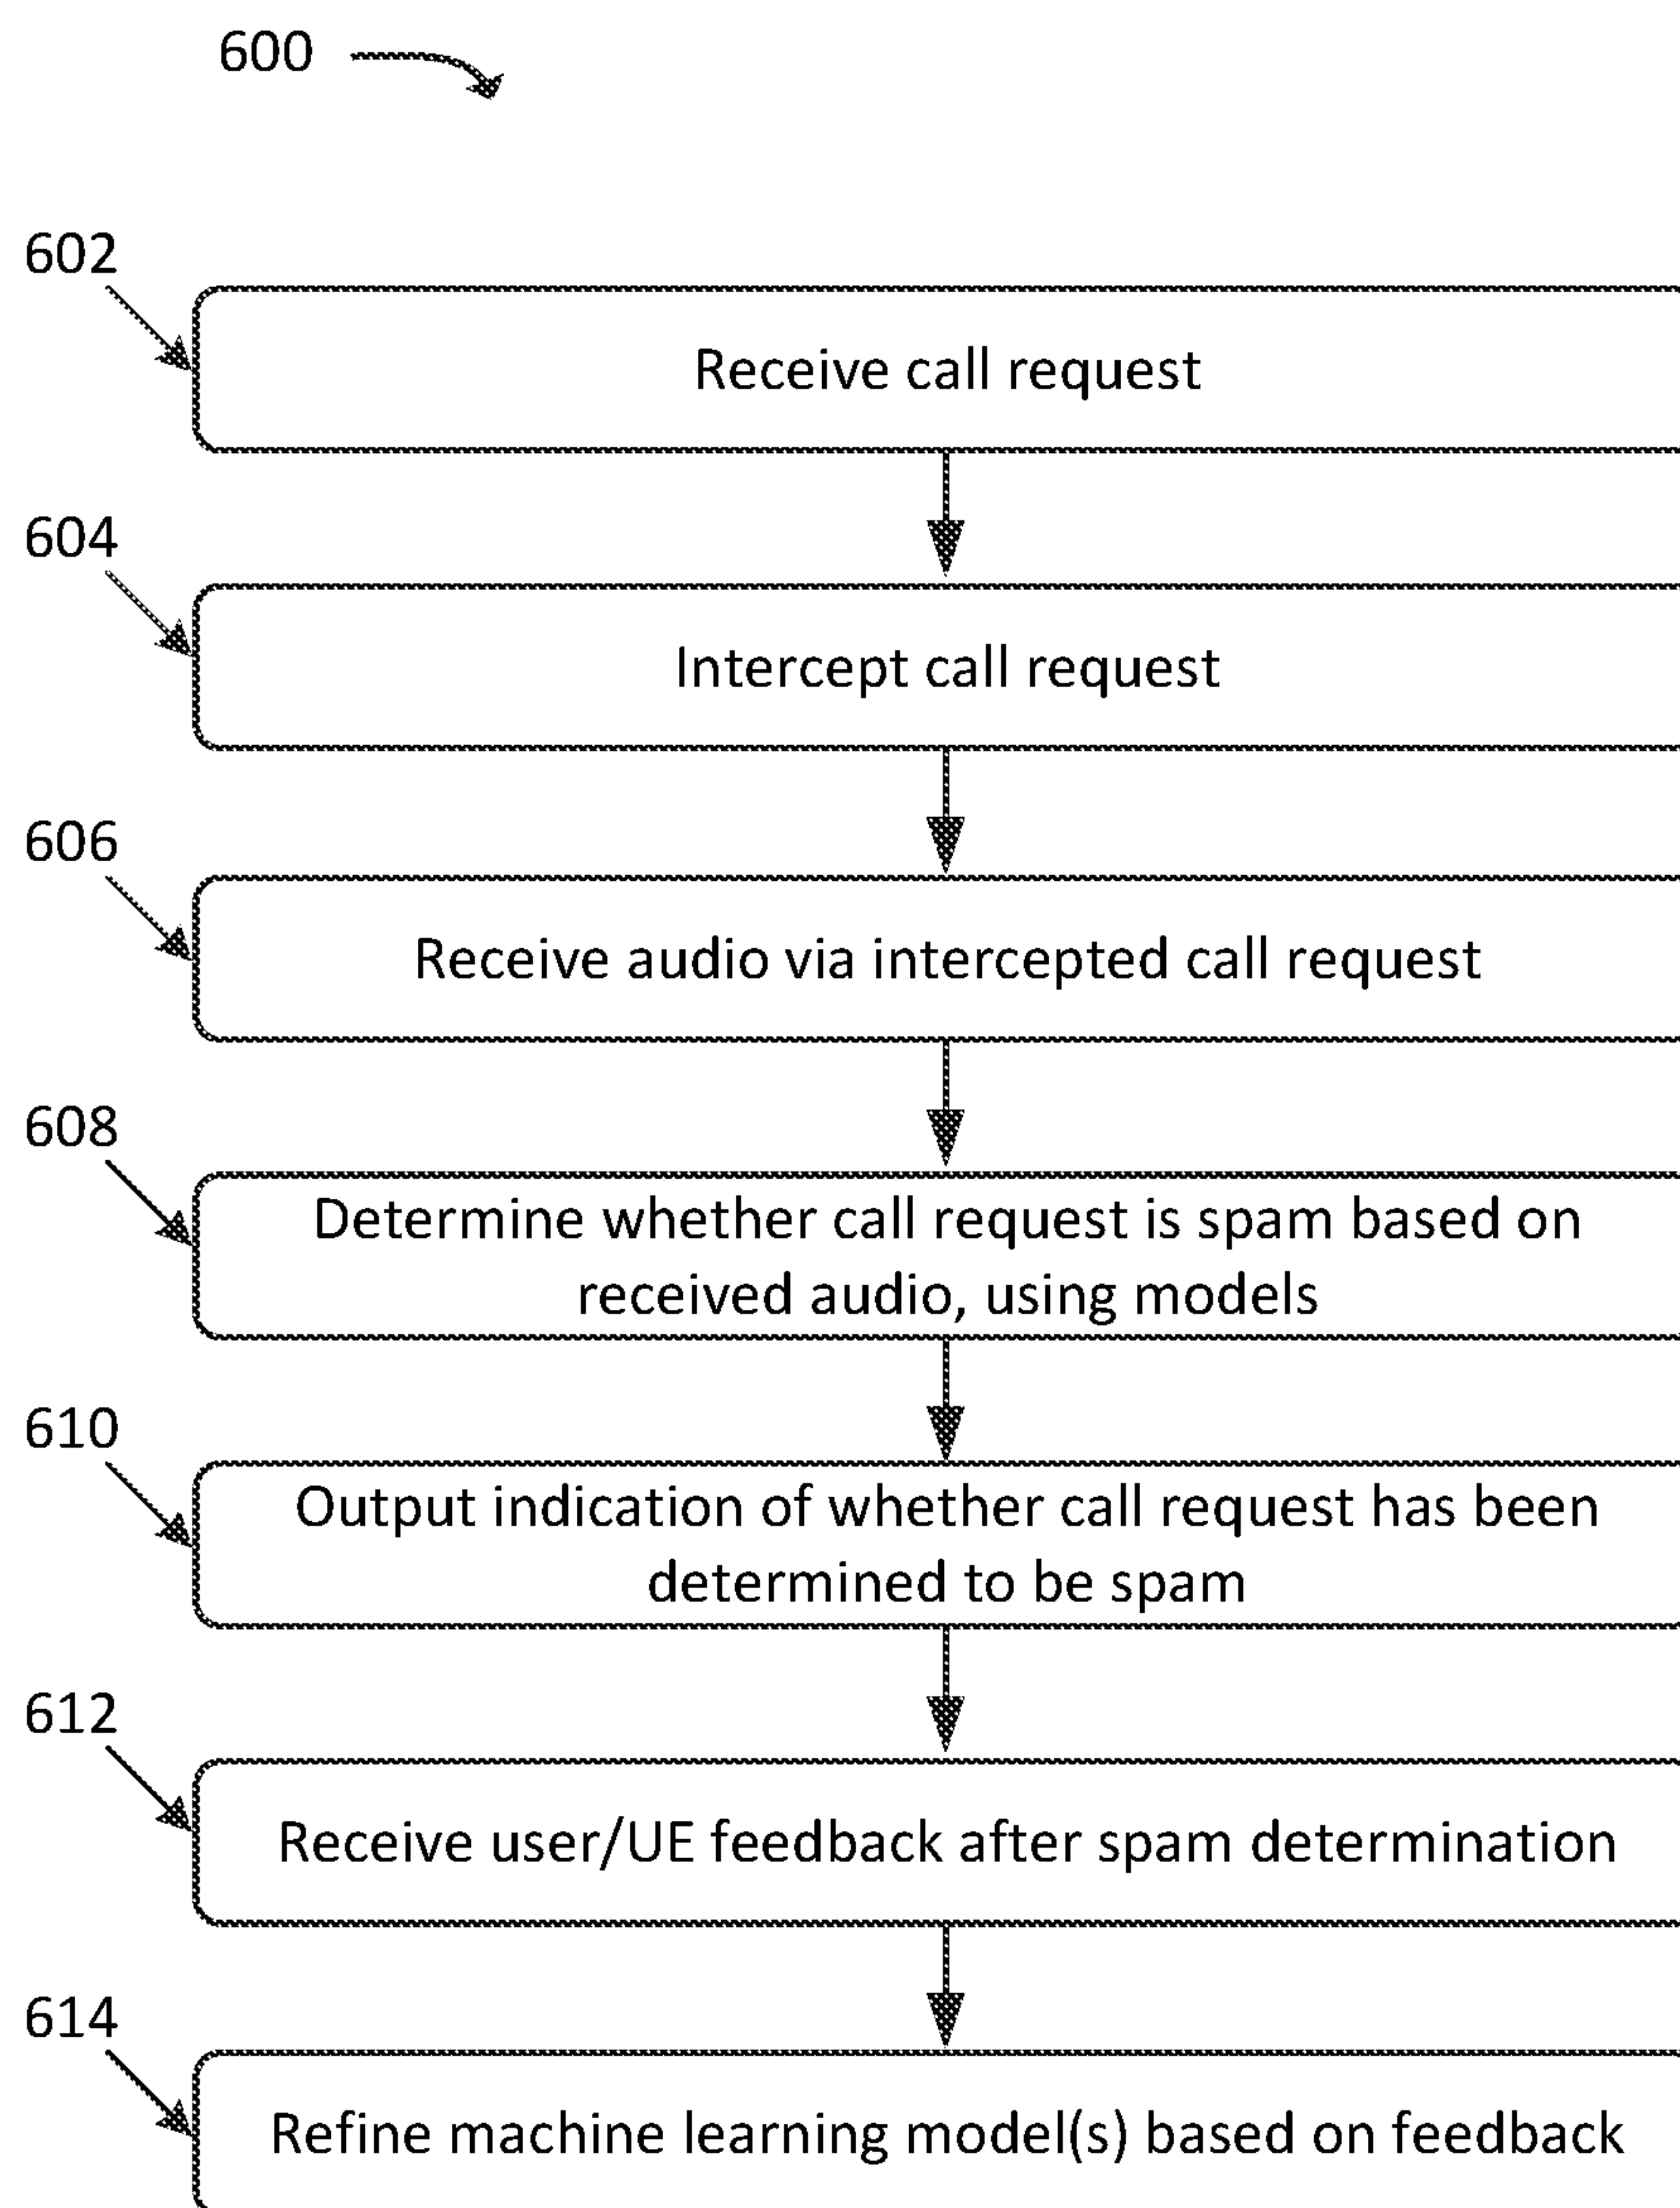 600
602
Receive call request
604
Intercept call request
606
Receive audio via intercepted call request
608
Determine whether call request is spam based on
received audio, using models
610
Output indication of whether call request has been
determined to be spam
612
Receive user/UE feedback after spam determination
614
Refine machine learning model(s) based on feedback